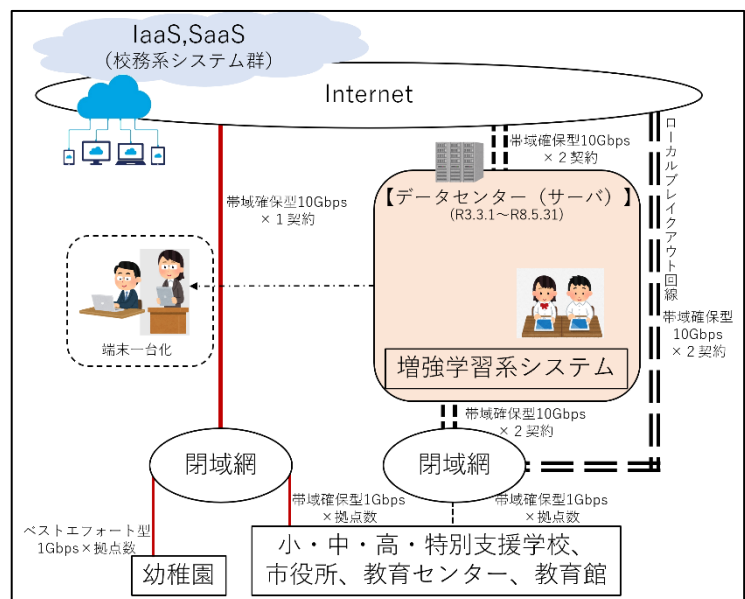 IaaS,SaaS
（校務系システム群）
Internet
帯域確保型10Gbps
×２契約
ローカルブレイクアウト回線
帯域確保型10Gbps
×１契約
【データセンター（サーバ）】
(R3.3.1～R8.5.31)
帯域確保型
10Gbps
×２契約
端末一台化
増強学習系システム
帯域確保型10Gbps
×２契約
閉域網
閉域網
ベストエフォート型
1Gbps×拠点数
帯域確保型1Gbps
×拠点数
帯域確保型1Gbps
×拠点数
幼稚園
小・中・高・特別支援学校、
市役所、教育センター、教育館